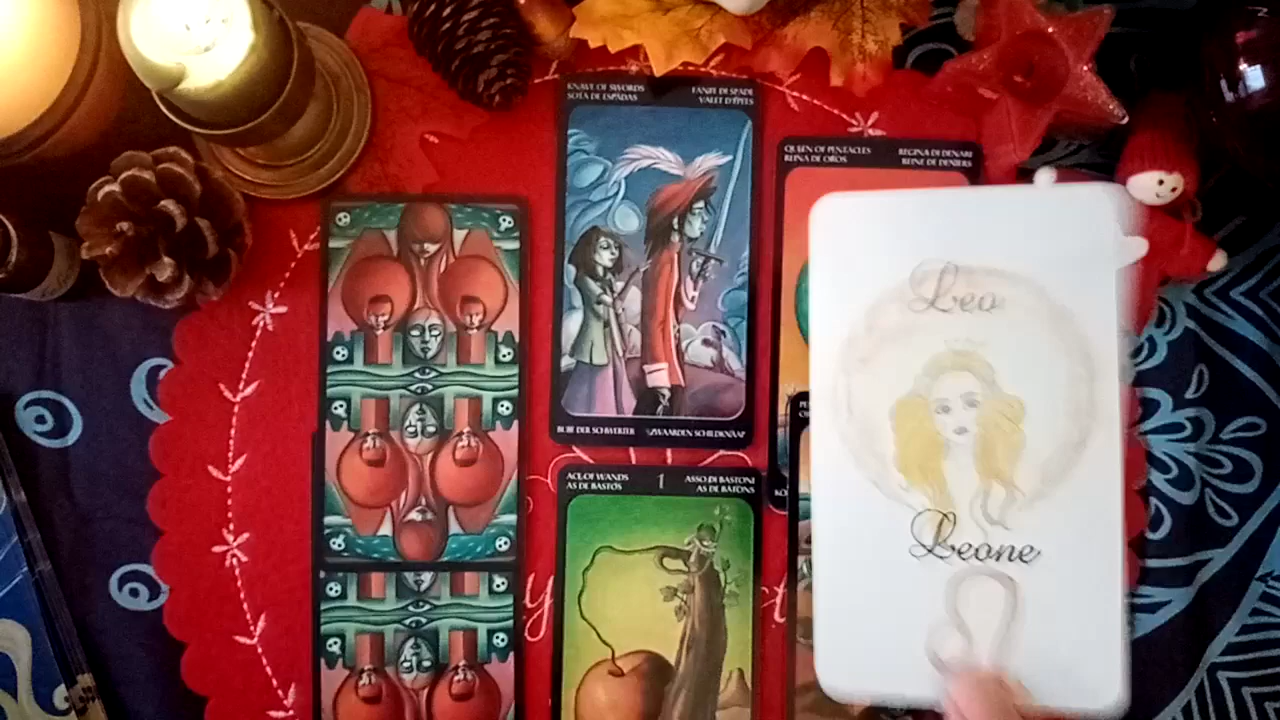 KNAVE OF SWORDS
SOTA DE ESPADAS
FANTE DI SPADE
VALET D'ÉPÉES
BUBE DER SCHWERTER
ZWAARDEN SCHILDKNAAP
ACE OF WANDS
AS DE BASTOS
1
ASSO DI BASTONI
AS DE BATONS
QUEEN OF PENTACLES
REINA DE OROS
REGINA DI DENARI
REINE DE DENIERS
Leo
Leone